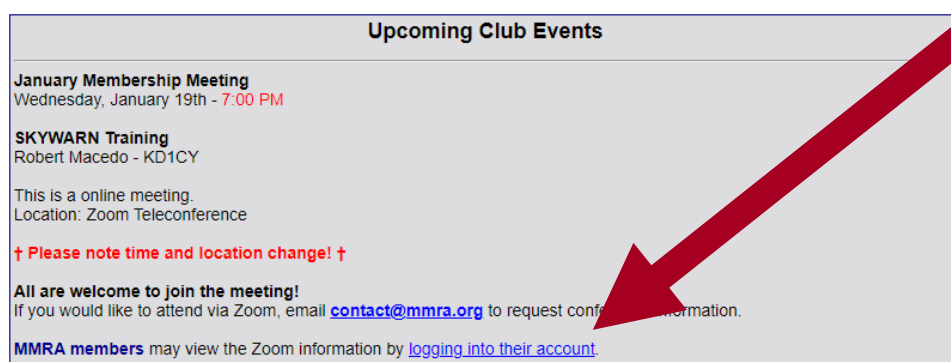 Upcoming Club Events
January Membership Meeting
Wednesday, January 19th - 7:00 PM
SKYWARN Training
Robert Macedo - KD1CY
This is a online meeting.
Location: Zoom Teleconference
† Please note time and location change! †
All are welcome to join the meeting!
If you would like to attend via Zoom, email contact@mmra.org to request
MMRA members may view the Zoom information by logging into their account.